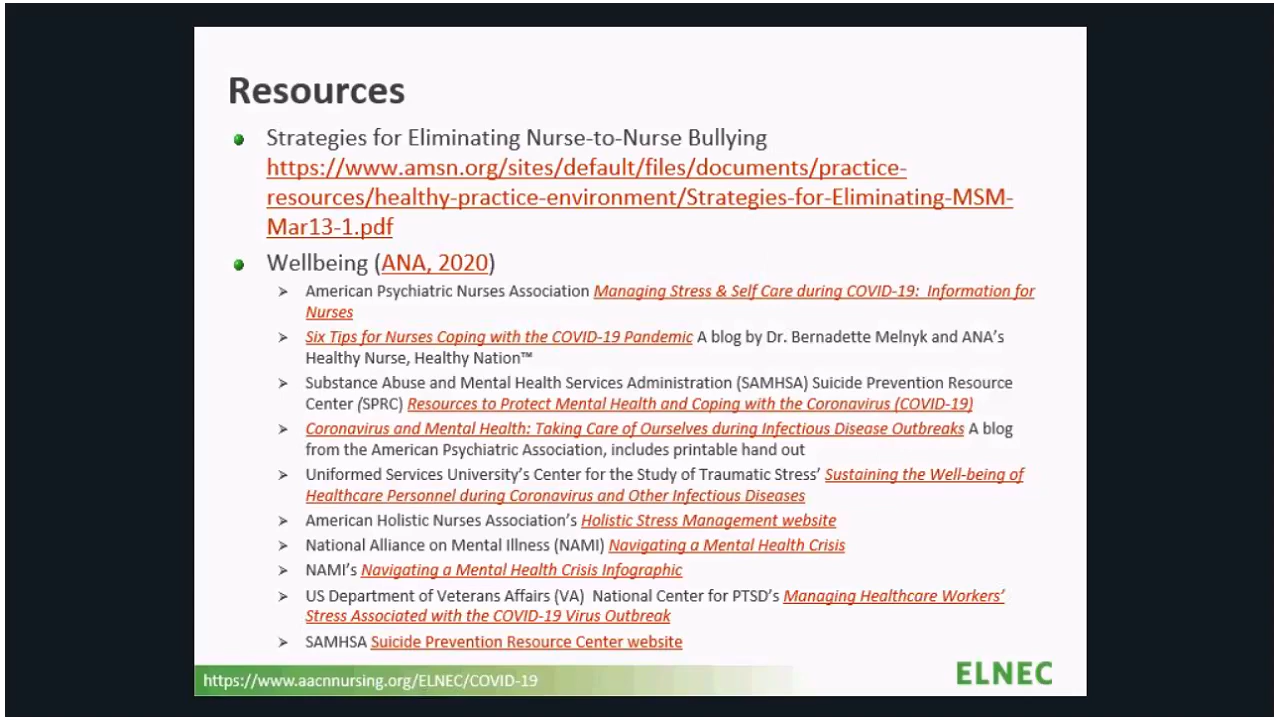 Resources
Strategies for Eliminating Nurse-to-Nurse Bullying
https://www.amsn.org/sites/default/files/documents/practice-
resources/healthy-practice-environment/Strategies-for-Eliminating-MSM-
Mar13-1.pdf
Wellbeing (ANA, 2020)
American Psychiatric Nurses Association Managing Stress & Self Care during COVID-19: Information for
Nurses
Six Tips for Nurses Coping with the COVID-19 Pandemic A blog by Dr. Bernadette Melnyk and ANA's
Healthy Nurse, Healthy Nation™
Substance Abuse and Mental Health Services Administration (SAMHSA) Suicide Prevention Resource
Center (SPRC) Resources to Protect Mental Health and Coping with the Coronavirus (COVID-19)
Coronavirus and Mental Health: Taking Care of Ourselves during Infectious Disease Outbreaks A blog
from the American Psychiatric Association, includes printable hand out
Uniformed Services University's Center for the Study of Traumatic Stress' Sustaining the Well-being of
Healthcare Personnel during Coronavirus and Other Infectious Diseases
American Holistic Nurses Association's Holistic Stress Management website
National Alliance on Mental Illness (NAMI) Navigating a Mental Health Crisis
NAMI's Navigating a Mental Health Crisis Infographic
US Department of Veterans Affairs (VA) National Center for PTSD's Managing Healthcare Workers'
Stress Associated with the COVID-19 Virus Outbreak
SAMHSA Suicide Prevention Resource Center website
https://www.aacnnursing.org/ELNEC/COVID-19
ELNEC